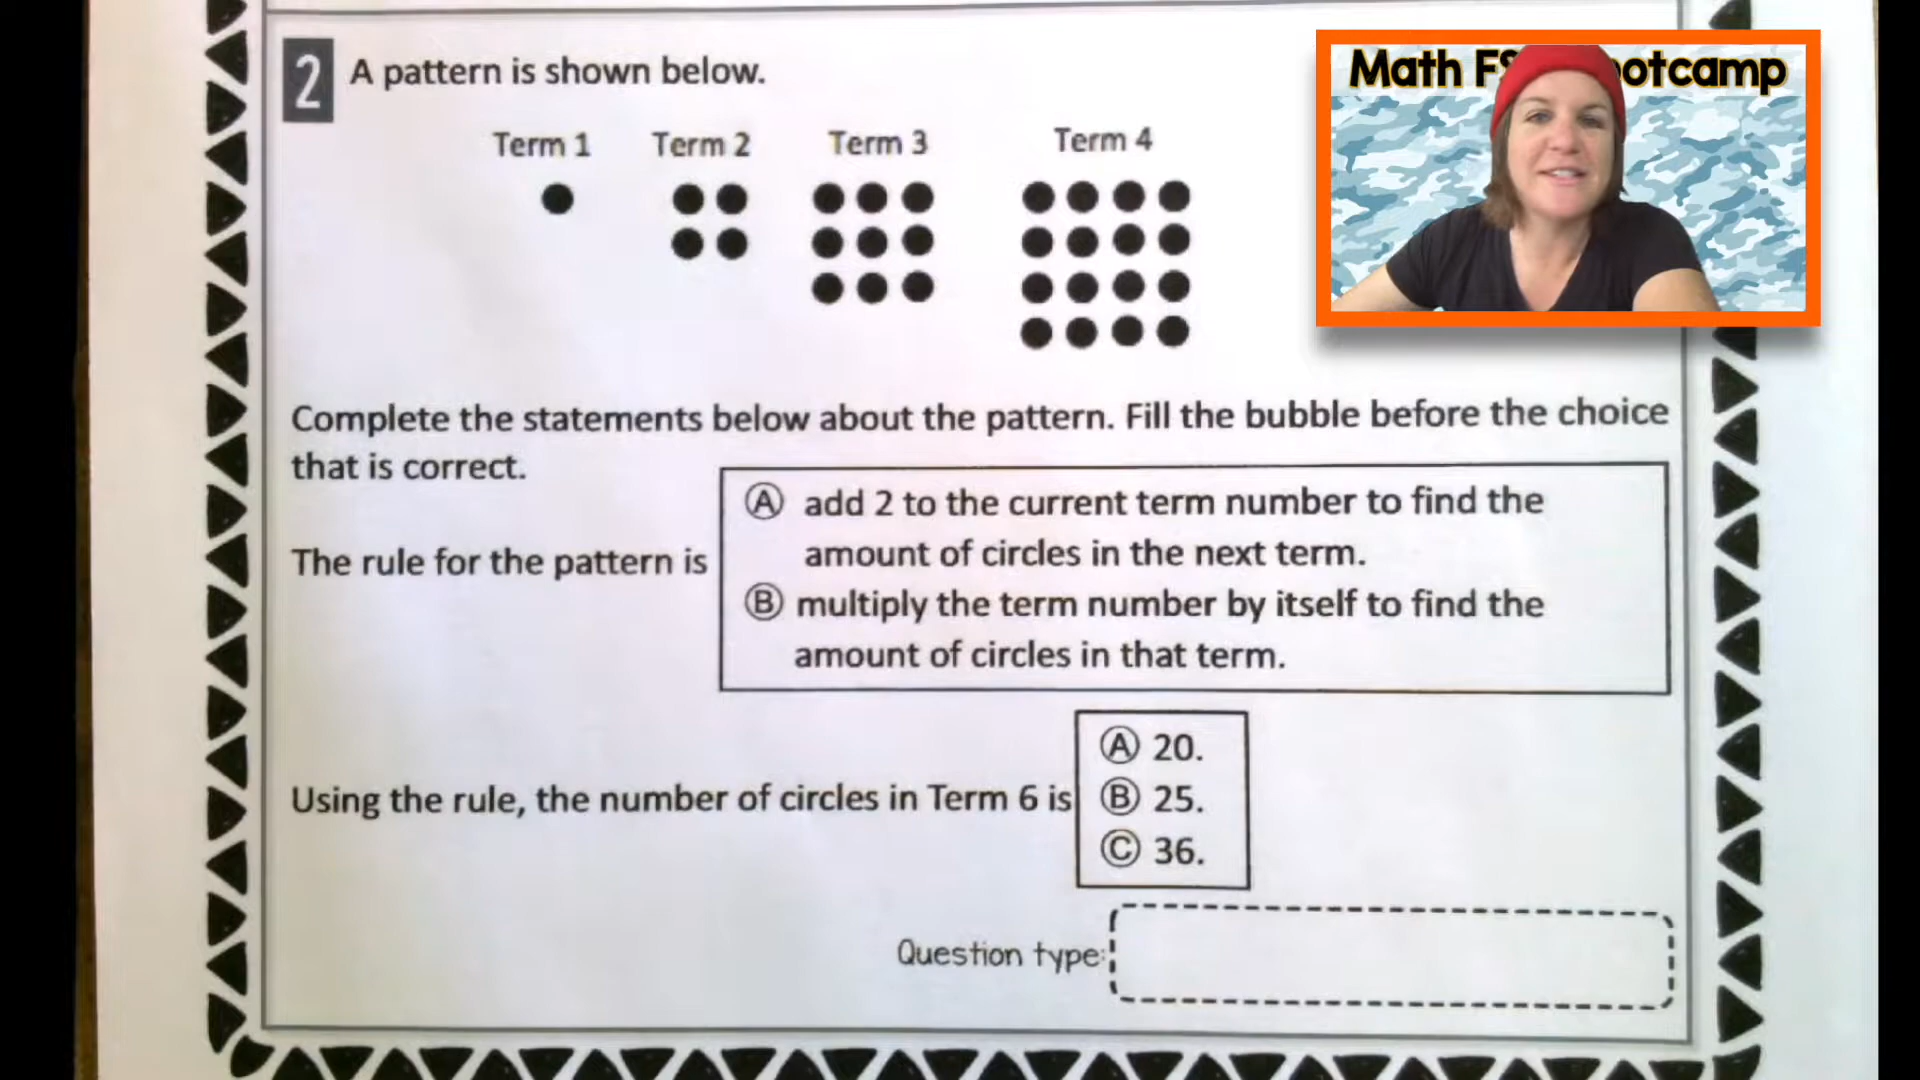 2 A pattern is shown below.
Math FS ootcamp
Term 1 Term 2 Term 3 Term 4
Complete the statements below about the pattern. Fill the bubble before the choice
that is correct.
The rule for the pattern is
Ⓐ add 2 to the current term number to find the
amount of circles in the next term.
Ⓑ multiply the term number by itself to find the
amount of circles in that term.
Using the rule, the number of circles in Term 6 is
Ⓐ 20.
Ⓑ 25.
Ⓒ 36.
Question type: